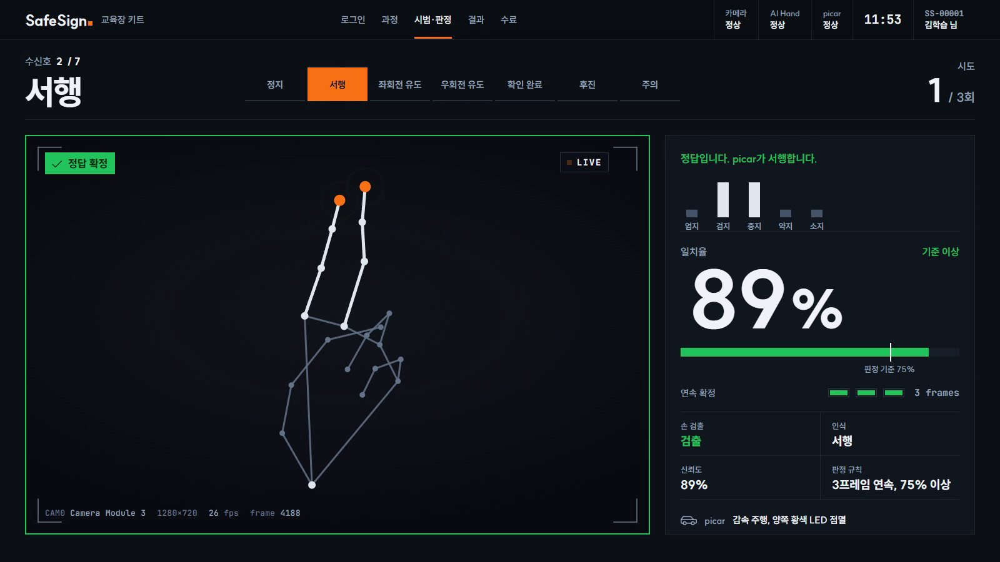 SafeSign 교육장 키트
로그인 과정 시범·판정 결과 수료
카메라 정상
AI Hand 정상
picar 정상
11:53
SS-00001
김학습 님
수신호 2 / 7
서행
정지 서행 좌회전 유도 우회전 유도 확인 완료 후진 주의
시도
1 / 3회
정답 확정
LIVE
CAM0 Camera Module 3 1280×720 26 fps frame 4188
정답입니다. picar가 서행합니다.
엄지 검지 중지 약지 소지
일치율 기준 이상
89%
판정 기준 75%
연속 확정 3 frames
손 검출
검출
인식
서행
신뢰도
89%
판정 규칙
3프레임 연속, 75% 이상
picar 감속 주행, 양쪽 황색 LED 점멸